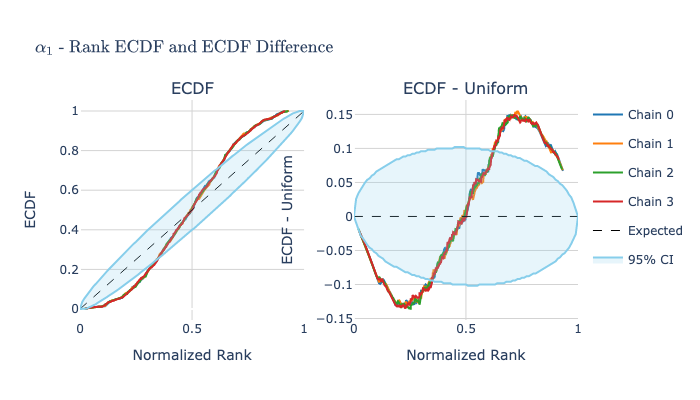 α₁ - Rank ECDF and ECDF Difference
ECDF
ECDF - Uniform
1
0.8
0.6
0.4
0.2
0
0
0.5
1
ECDF
Normalized Rank
0.15
0.1
0.05
0
−0.05
−0.1
−0.15
0
0.5
1
ECDF - Uniform
Normalized Rank
Chain 0
Chain 1
Chain 2
Chain 3
Expected
95% CI